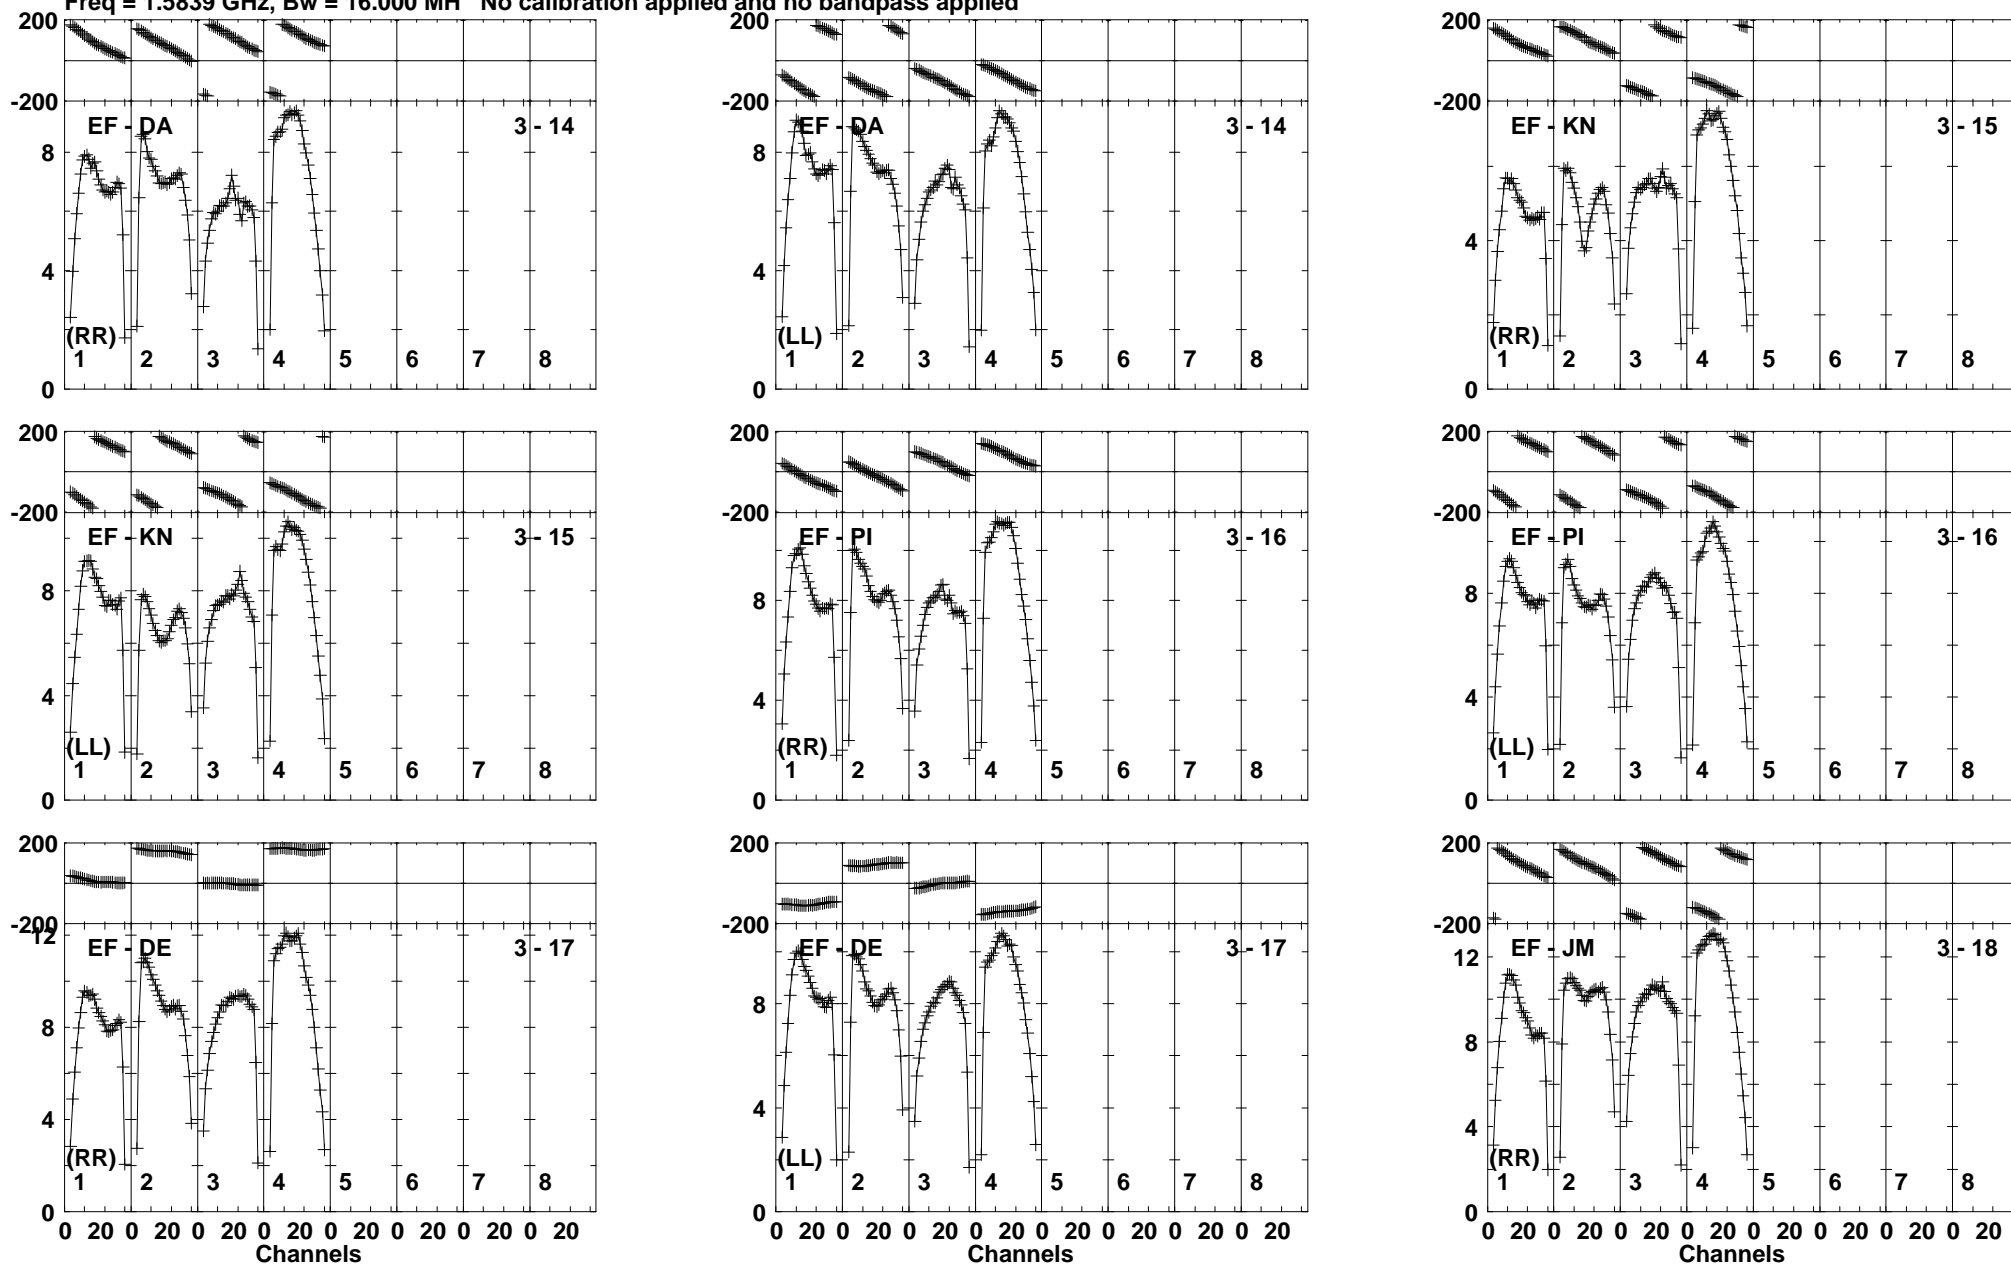 Freq = 1.5839 GHz, Bw = 16.000 MH No calibration applied and no bandpass applied
200 200 200
-200 -200 -200
EF - DA 3 - 14 EF - DA 3 - 14 EF - KN 3 - 15
8 8
4 4 4
(RR) (LL) (RR)
1 2 3 4 5 6 7 8 1 2 3 4 5 6 7 8 1 2 3 4 5 6 7 8
0 0 0
200 200 200
-200 -200 -200
EF - KN 3 - 15 EF - PI 3 - 16 EF - PI 3 - 16
8 8 8
4 4 4
(LL) (RR) (LL)
1 2 3 4 5 6 7 8 1 2 3 4 5 6 7 8 1 2 3 4 5 6 7 8
0 0 0
200 200 200
-200 -200 -200
12 EF - DE 3 - 17 EF - DE 3 - 17 12 EF - JM 3 - 18
8 8 8
4 4 4
(RR) (LL) (RR)
1 2 3 4 5 6 7 8 1 2 3 4 5 6 7 8 1 2 3 4 5 6 7 8
0 0 0
0 20 0 20 0 20 0 20 0 20 0 20 0 20 0 20 0 20 0 20 0 20 0 20 0 20 0 20 0 20 0 20 0 20 0 20 0 20 0 20 0 20 0 20 0 20 0 20
Channels Channels Channels